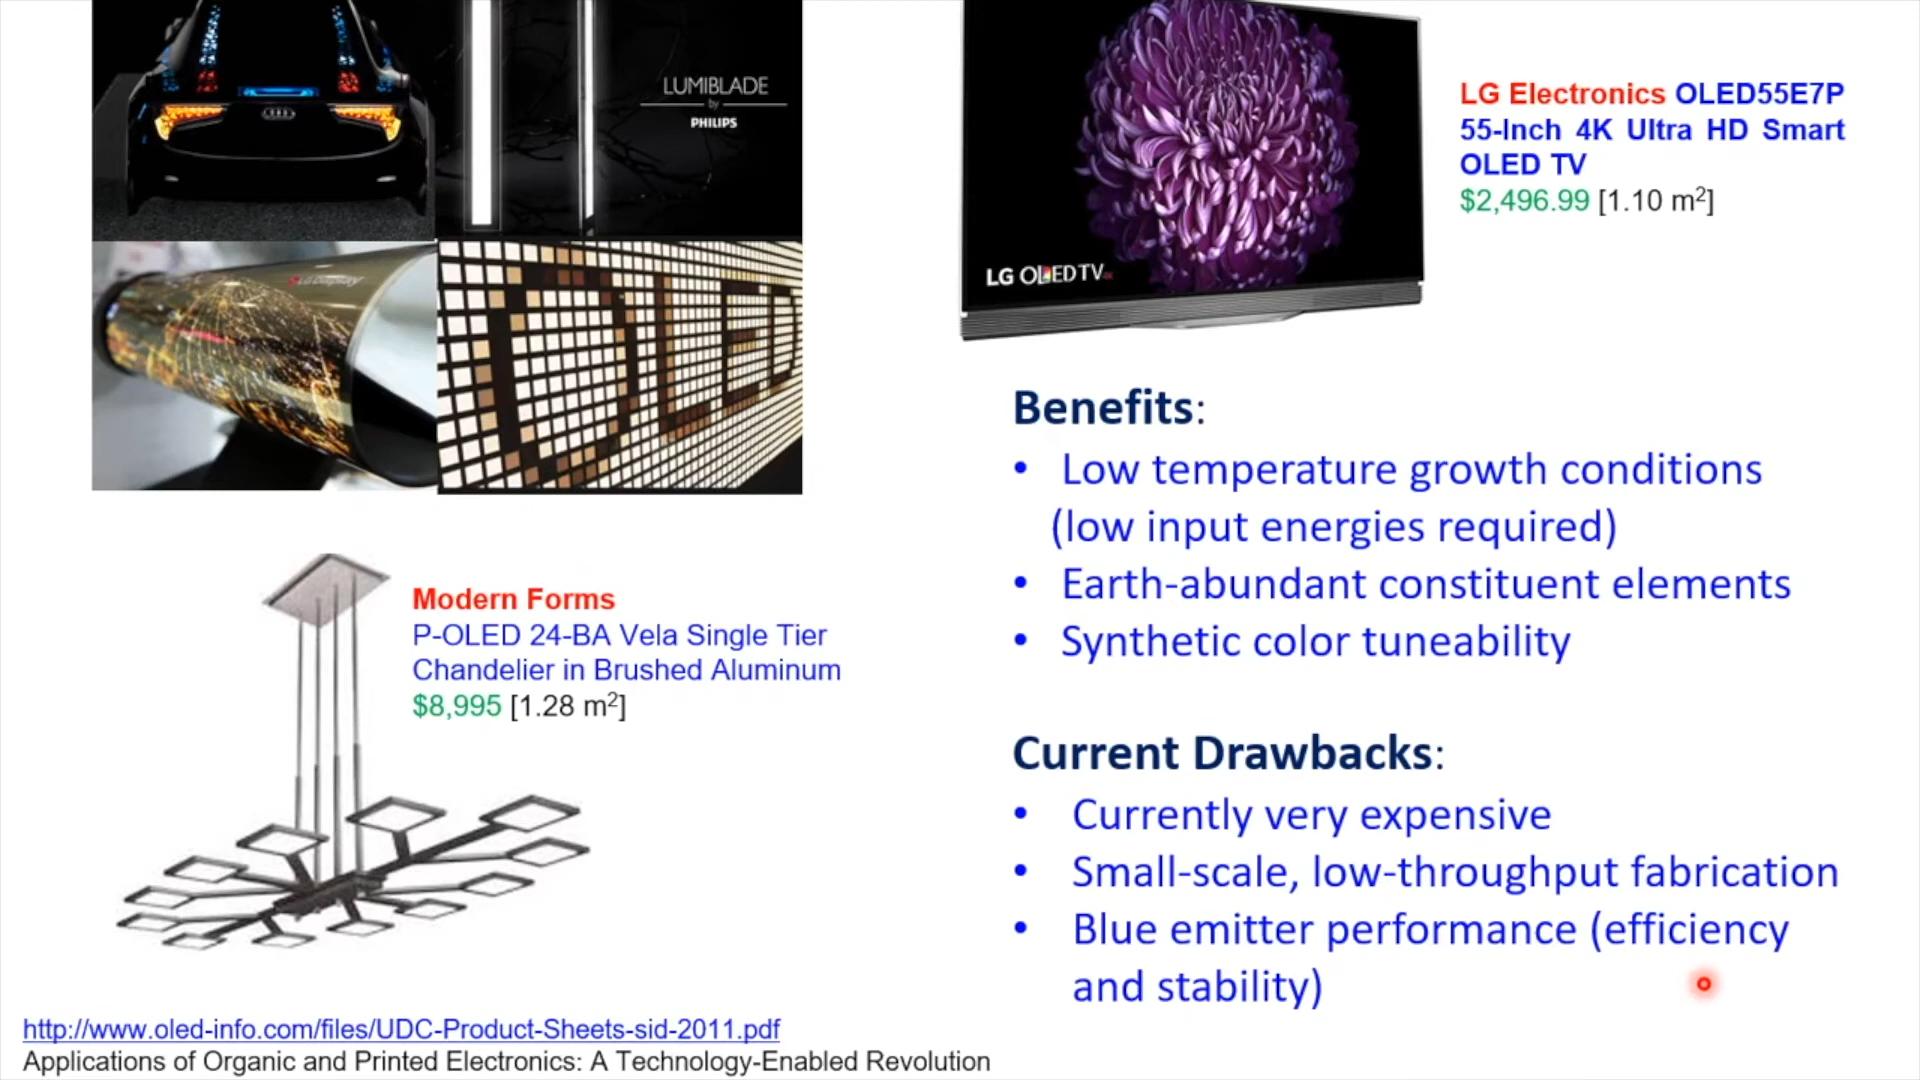 LUMIBLADE
by
PHILIPS
LG Display
OLED
LG OLED TV
LG Electronics OLED55E7P
55-Inch 4K Ultra HD Smart
OLED TV
$2,496.99 [1.10 m²]
Benefits:
• Low temperature growth conditions
(low input energies required)
• Earth-abundant constituent elements
• Synthetic color tuneability
Modern Forms
P-OLED 24-BA Vela Single Tier
Chandelier in Brushed Aluminum
$8,995 [1.28 m²]
Current Drawbacks:
• Currently very expensive
• Small-scale, low-throughput fabrication
• Blue emitter performance (efficiency
and stability)
http://www.oled-info.com/files/UDC-Product-Sheets-sid-2011.pdf
Applications of Organic and Printed Electronics: A Technology-Enabled Revolution